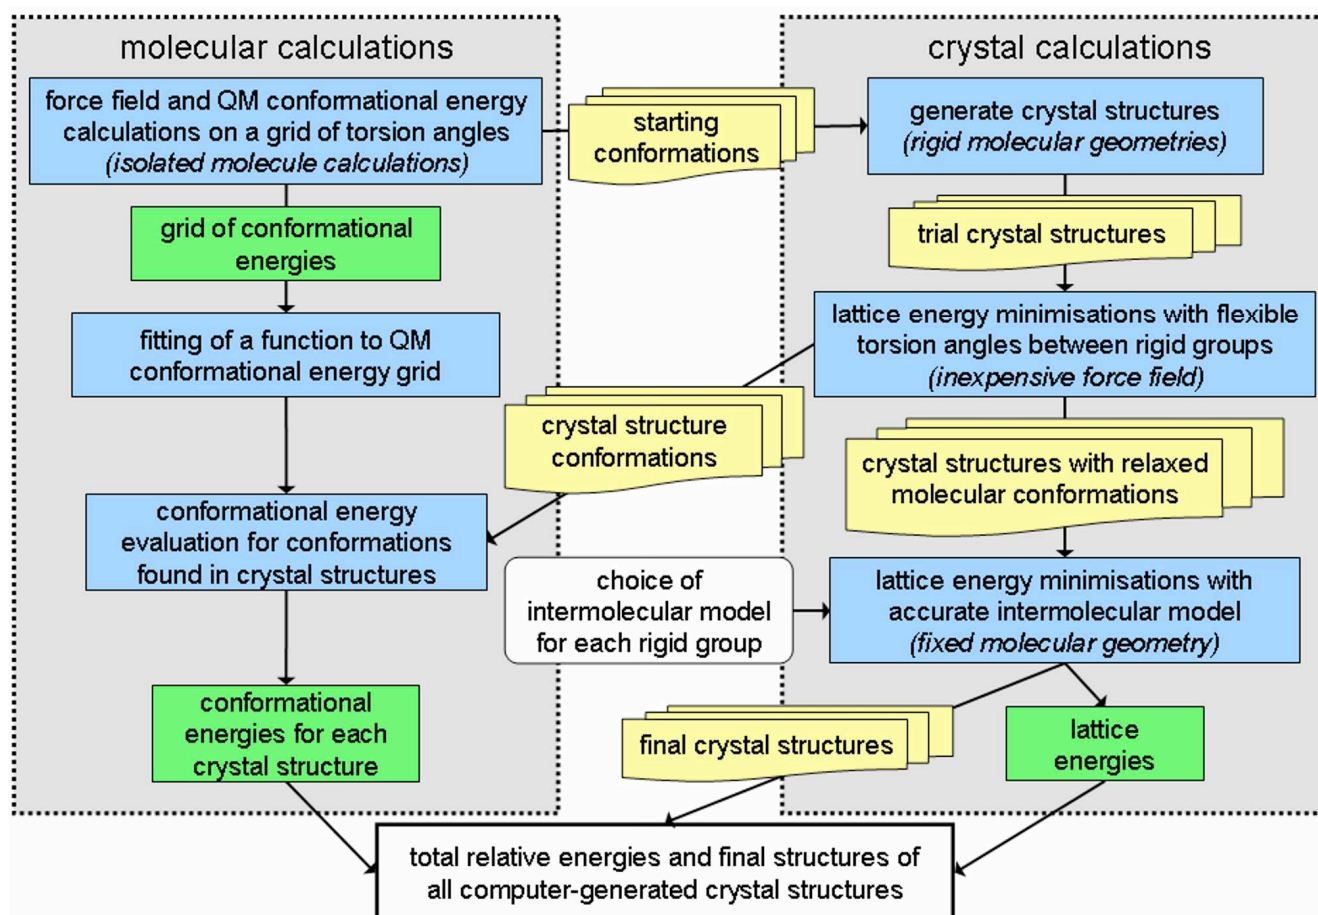 molecular calculations
force field and QM conformational energy
calculations on a grid of torsion angles
(isolated molecule calculations)
grid of conformational
energies
fitting of a function to QM
conformational energy grid
conformational energy
evaluation for conformations
found in crystal structures
conformational
energies for each
crystal structure
starting
conformations
crystal structure
conformations
choice of
intermolecular model
for each rigid group
crystal calculations
generate crystal structures
(rigid molecular geometries)
trial crystal structures
lattice energy minimisations with flexible
torsion angles between rigid groups
(inexpensive force field)
crystal structures with relaxed
molecular conformations
lattice energy minimisations with
accurate intermolecular model
(fixed molecular geometry)
final crystal structures
lattice
energies
total relative energies and final structures of
all computer-generated crystal structures